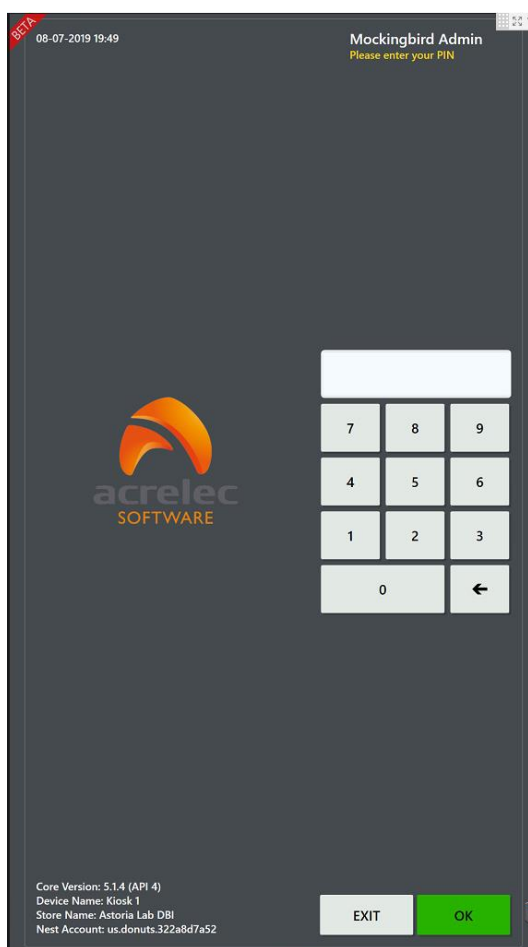 BETA
08-07-2019 19:49
Mockingbird Admin
Please enter your PIN
acrelec
SOFTWARE
7 8 9
4 5 6
1 2 3
0 ←
Core Version: 5.1.4 (API 4)
Device Name: Kiosk 1
Store Name: Astoria Lab DBI
Nest Account: us.donuts.322a8d7a52
EXIT OK